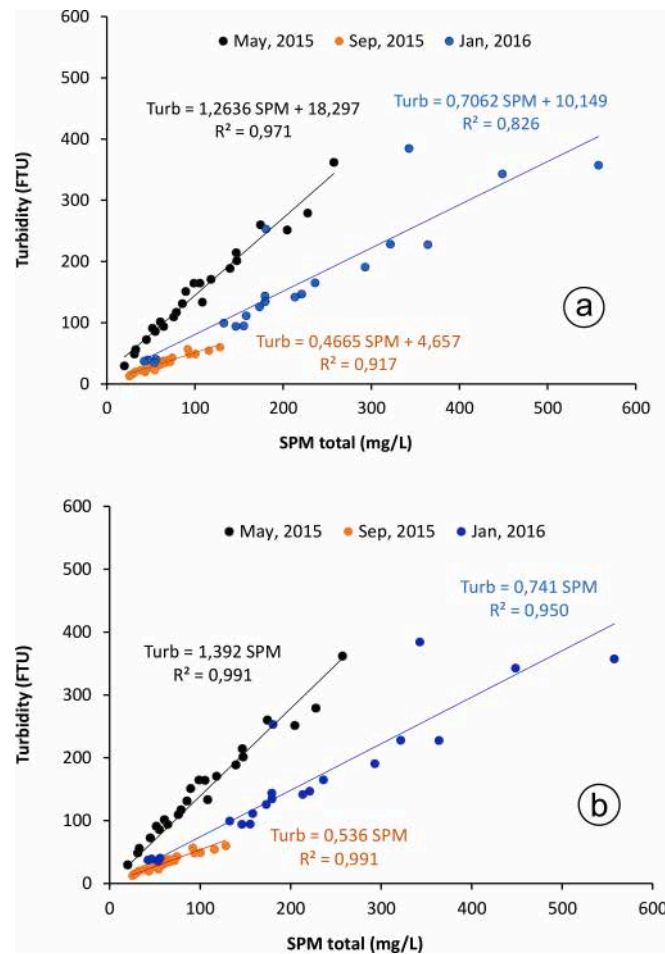 600
May, 2015 Sep, 2015 Jan, 2016
500
Turb = 1,2636 SPM + 18,297
R² = 0,971
Turb = 0,7062 SPM + 10,149
R² = 0,826
400
Turbidity (FTU)
300
200
a
100
Turb = 0,4665 SPM + 4,657
R² = 0,917
0
0 100 200 300 400 500 600
SPM total (mg/L)
600
May, 2015 Sep, 2015 Jan, 2016
500
Turb = 0,741 SPM
R² = 0,950
400
Turb = 1,392 SPM
R² = 0,991
Turbidity (FTU)
300
200
b
100
Turb = 0,536 SPM
R² = 0,991
0
0 100 200 300 400 500 600
SPM total (mg/L)